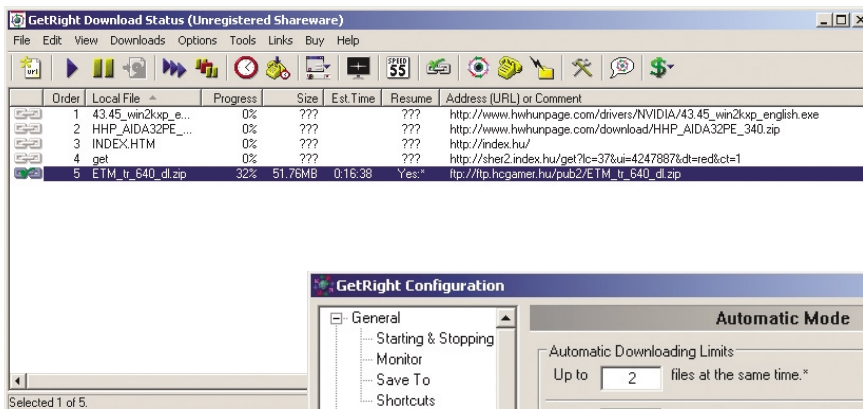 GetRight Download Status (Unregistered Shareware)
File Edit View Downloads Options Tools Links Buy Help
url SPEED 55 $
Order Local File Progress Size Est.Time Resume Address (URL) or Comment
1 43.45_win2kxp_e... 0% ??? ??? http://www.hwhunpage.com/drivers/NVIDIA/43.45_win2kxp_english.exe
2 HHP_AIDA32PE_... 0% ??? ??? http://www.hwhunpage.com/download/HHP_AIDA32PE_340.zip
3 INDEX.HTM 0% ??? ??? http://index.hu/
4 get 0% ??? ??? http://sher2.index.hu/get?lc=37&ui=4247887&dt=red&ct=1
5 ETM_tr_640_dl.zip 32% 51.76MB 0:16:38 Yes:* ftp://ftp.hcgamer.hu/pub2/ETM_tr_640_dl.zip
GetRight Configuration
General
Starting & Stopping
Monitor
Save To
Shortcuts
Automatic Mode
Automatic Downloading Limits
Up to 2 files at the same time.*
Selected 1 of 5.